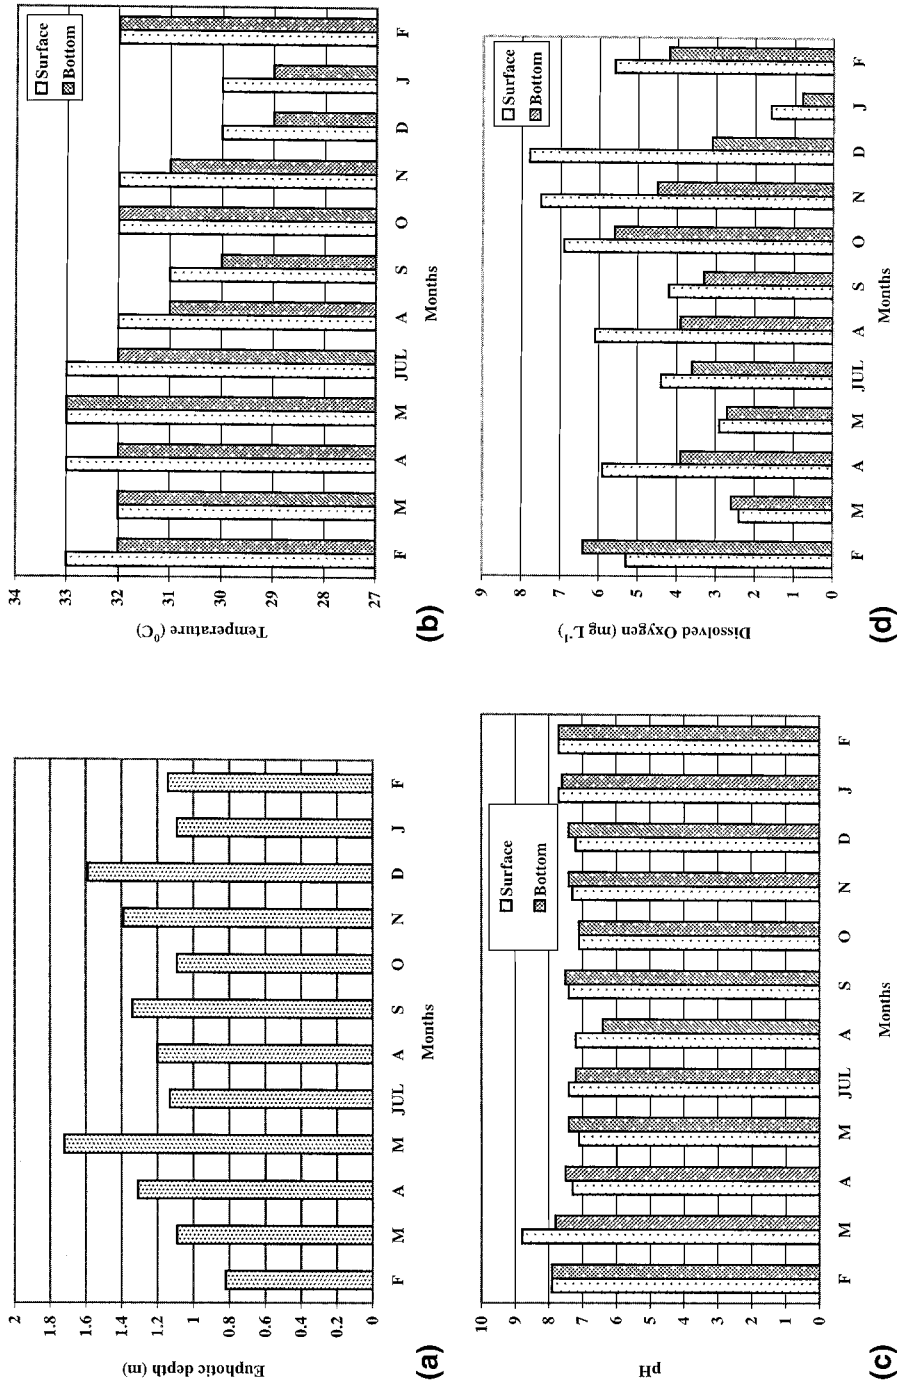 2
1.8
1.6
1.4
1.2
1
0.8
0.6
0.4
0.2
0
Euphotic depth (m)
F M A M JUL A S O N D J F
Months
(a)
34
33
32
31
30
29
28
27
Temperature (⁰C)
Surface
Bottom
F M A M JUL A S O N D J F
Months
(b)
10
9
8
7
6
5
4
3
2
1
0
pH
Surface
Bottom
F M A M JUL A S O N D J F
Months
(c)
9
8
7
6
5
4
3
2
1
0
Dissolved Oxygen (mg L⁻¹)
Surface
Bottom
F M A M JUL A S O N D J F
Months
(d)